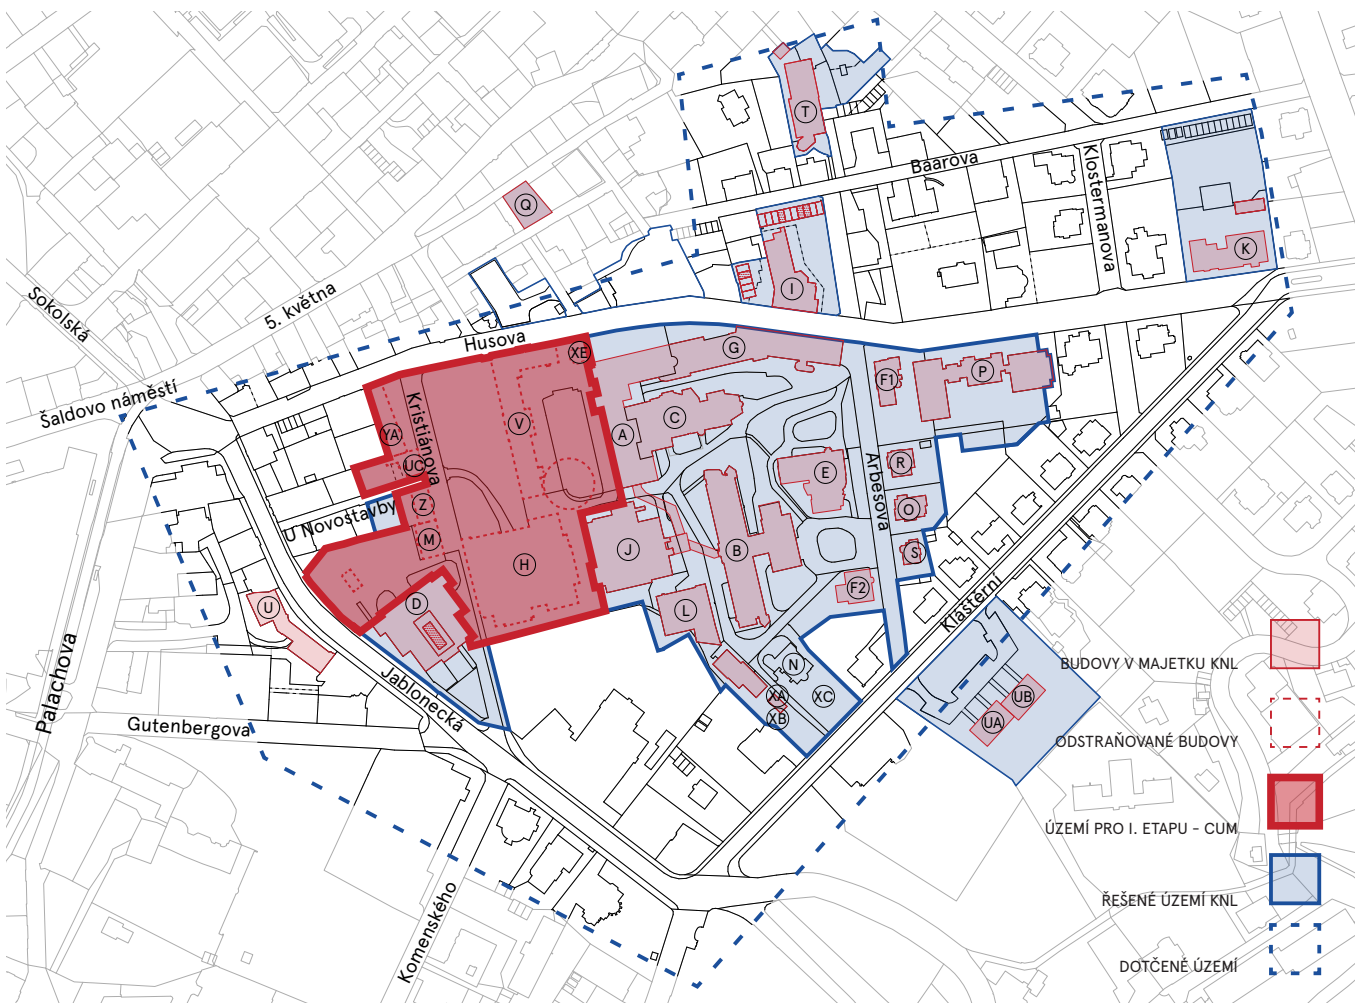 T
Baarova
Klostermanova
Q
K
Sokolská
5. května
I
Husova
XE
G
Šaldovo náměstí
F1
P
Kristiánova
V
C
YA
A
UC
R
E
Arbesova
Z
U Novostavby
O
M
J
B
S
H
F2
D
U
L
Klášterní
N
BUDOVY V MAJETKU KNL
Palachova
Jablonecká
XA
XC
UB
XB
UA
Gutenbergova
ODSTRAŇOVANÉ BUDOVY
ÚZEMÍ PRO I. ETAPU - CUM
ŘEŠENÉ ÚZEMÍ KNL
Komenského
DOTČENÉ ÚZEMÍ